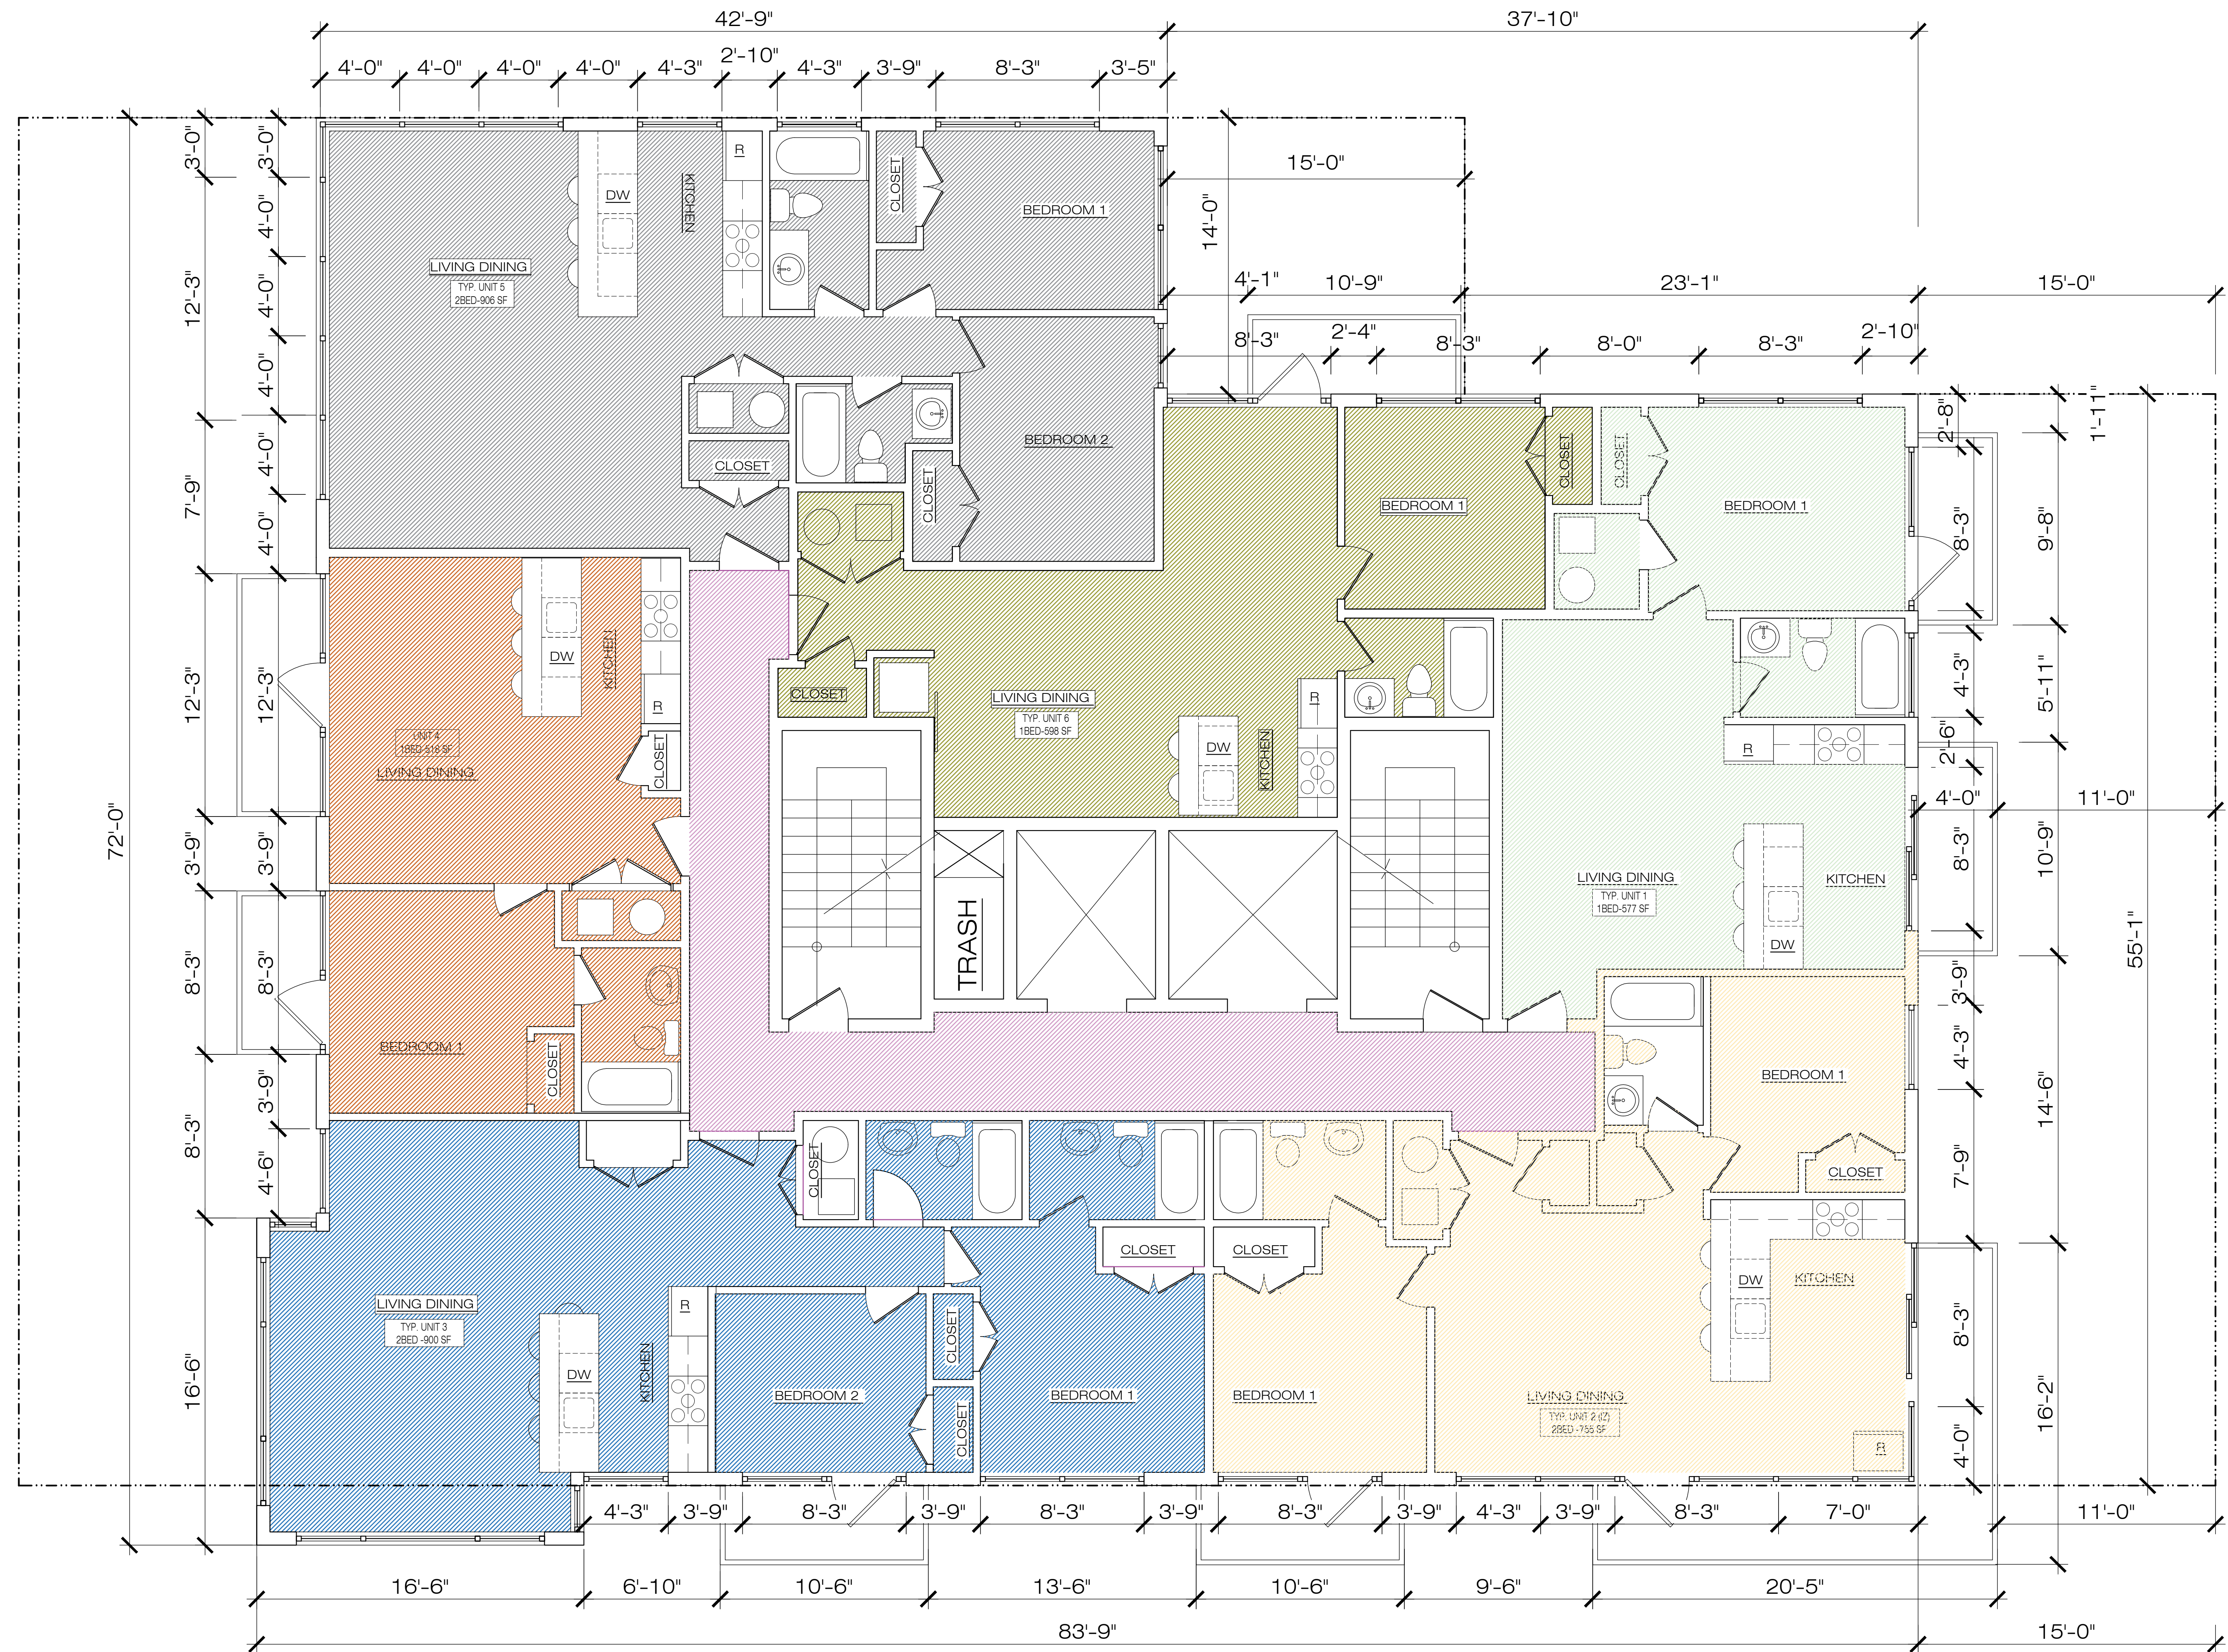 42'-9"
37'-10"
2'-10"
4'-0"
4'-0"
4'-0"
4'-0"
4'-3"
4'-3"
3'-9"
8'-3"
3'-5"
3'-0"
3'-0"
4'-0"
12'-3"
4'-0"
4'-0"
4'-0"
7'-9"
4'-0"
12'-3"
12'-3"
72'-0"
3'-9"
3'-9"
8'-3"
8'-3"
3'-9"
8'-3"
4'-6"
16'-6"
R
DW
KITCHEN
CLOSET
BEDROOM 1
LIVING DINING
TYP. UNIT 5
2BED-906 SF
BEDROOM 2
CLOSET
CLOSET
15'-0"
14'-0"
4'-1"
10'-9"
23'-1"
15'-0"
8'-3"
2'-4"
8'-3"
8'-0"
8'-3"
2'-10"
CLOSET
CLOSET
BEDROOM 1
BEDROOM 1
2'-8"
1'-11"
8'-3"
9'-8"
4'-3"
5'-11"
2'-6"
4'-0"
11'-0"
8'-3"
10'-9"
55'-1"
3'-9"
4'-3"
14'-6"
7'-9"
8'-3"
16'-2"
4'-0"
DW
KITCHEN
R
UNIT 4
1BED-516 SF
LIVING DINING
CLOSET
BEDROOM 1
CLOSET
CLOSET
LIVING DINING
TYP. UNIT 6
1BED-598 SF
R
DW
KITCHEN
R
LIVING DINING
TYP. UNIT 1
1BED-577 SF
KITCHEN
DW
TRASH
BEDROOM 1
CLOSET
CLOSET
CLOSET
CLOSET
LIVING DINING
TYP. UNIT 3
2BED -900 SF
R
DW
KITCHEN
CLOSET
BEDROOM 2
CLOSET
BEDROOM 1
BEDROOM 1
DW
KITCHEN
LIVING DINING
TYP. UNIT 2 (IZ)
2BED -755 SF
R
4'-3"
3'-9"
8'-3"
3'-9"
8'-3"
3'-9"
8'-3"
3'-9"
4'-3"
3'-9"
8'-3"
7'-0"
11'-0"
16'-6"
6'-10"
10'-6"
13'-6"
10'-6"
9'-6"
20'-5"
83'-9"
15'-0"